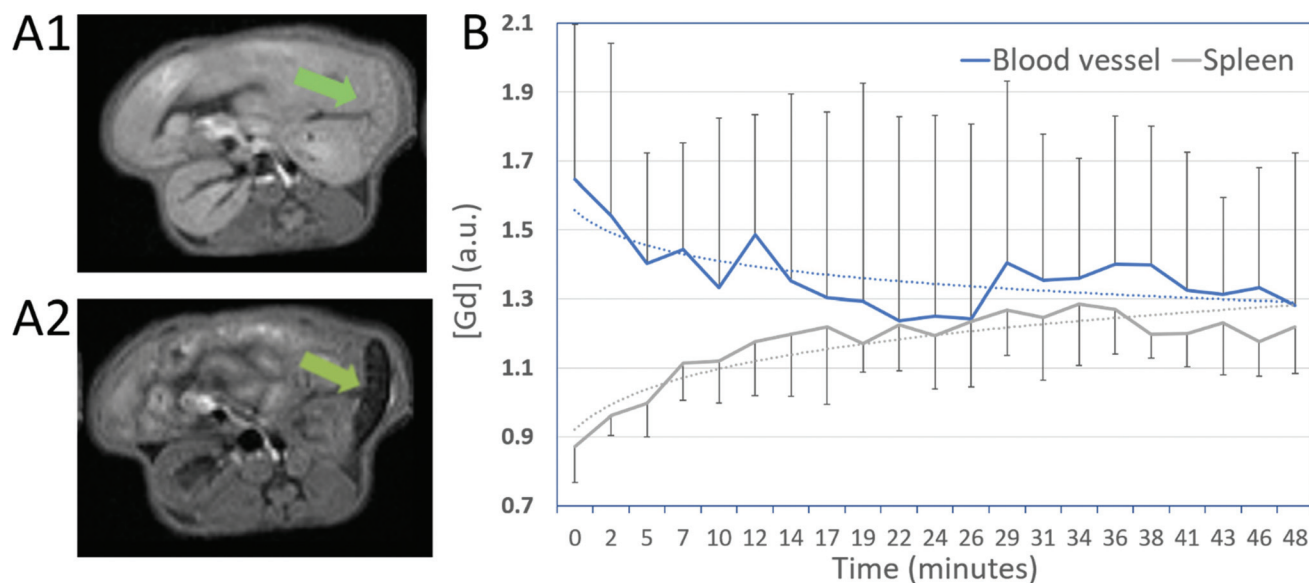 A1
A2
B
Blood vessel Spleen
[Gd] (a.u.)
2.1
1.9
1.7
1.5
1.3
1.1
0.9
0.7
0 2 5 7 10 12 14 17 19 22 24 26 29 31 34 36 38 41 43 46 48
Time (minutes)